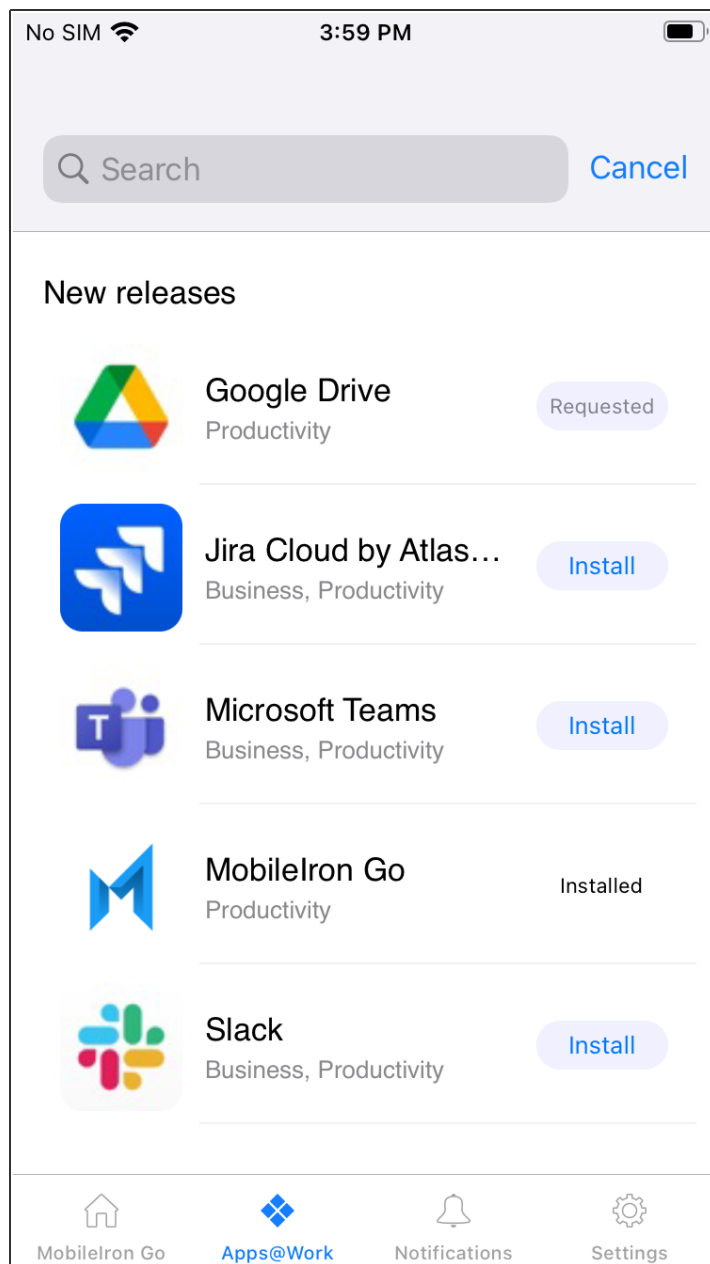 No SIM 3:59 PM
Search Cancel
New releases
Google Drive
Productivity
Requested
Jira Cloud by Atlas...
Business, Productivity
Install
T
Microsoft Teams
Business, Productivity
Install
MobileIron Go
Productivity
Installed
Slack
Business, Productivity
Install
MobileIron Go Apps@Work Notifications Settings